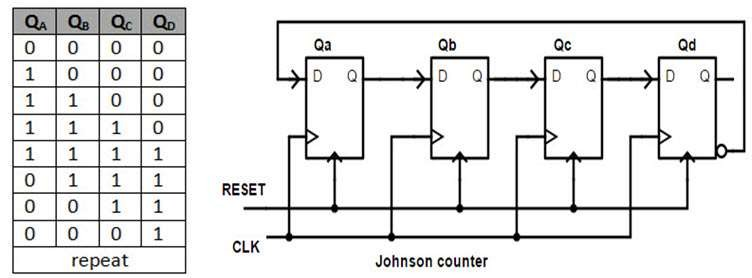 QA QB QC QD
0 0 0 0
1 0 0 0
1 1 0 0
1 1 1 0
1 1 1 1
0 1 1 1
0 0 1 1
0 0 0 1
repeat
Qa Qb Qc Qd
D Q D Q D Q D Q
RESET
CLK
Johnson counter